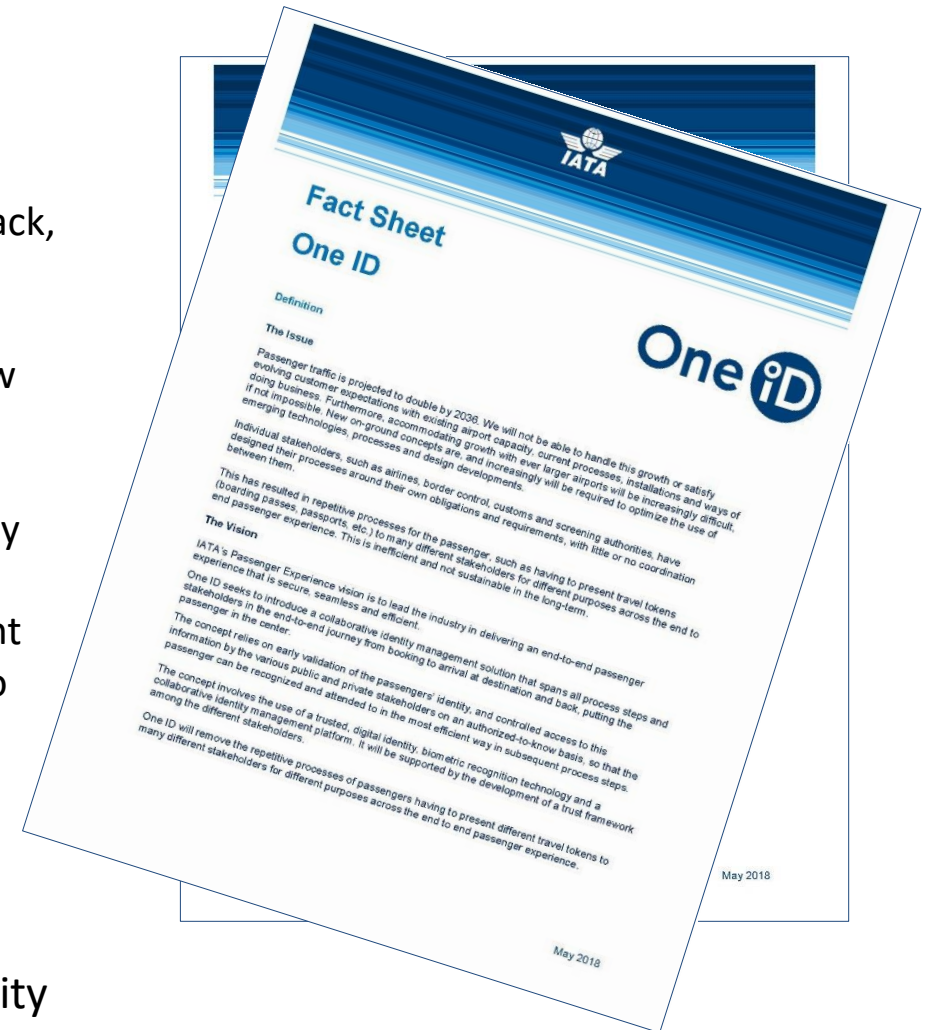 ack,
w
y
nt
o
ity
IATA
Fact Sheet
One ID
One iD
Definition
The Issue
Passenger traffic is projected to double by 2036. We will not be able to handle this growth or satisfy
evolving customer expectations with existing airport capacity, current processes, installations and ways of
doing business. Furthermore, accommodating growth with ever larger airports will be increasingly difficult,
if not impossible. New on-ground concepts are, and increasingly will be required to optimize the use of
emerging technologies, processes and design developments.
Individual stakeholders, such as airlines, border control, customs and screening authorities, have
designed their processes around their own obligations and requirements, with little or no coordination
between them.
This has resulted in repetitive processes for the passenger, such as having to present travel tokens
(boarding passes, passports, etc.) to many different stakeholders for different purposes across the end to
end passenger experience. This is inefficient and not sustainable in the long-term.
The Vision
IATA's Passenger Experience vision is to lead the industry in delivering an end-to-end passenger
experience that is secure, seamless and efficient.
One ID seeks to introduce a collaborative identity management solution that spans all process steps and
stakeholders in the end-to-end journey from booking to arrival at destination and back, putting the
passenger in the center.
The concept relies on early validation of the passengers' identity, and controlled access to this
information by the various public and private stakeholders on an authorized-to-know basis, so that the
passenger can be recognized and attended to in the most efficient way in subsequent process steps.
The concept involves the use of a trusted, digital identity, biometric recognition technology and a
collaborative identity management platform. It will be supported by the development of a trust framework
among the different stakeholders.
One ID will remove the repetitive processes of passengers having to present different travel tokens to
many different stakeholders for different purposes across the end to end passenger experience.
May 2018
May 2018